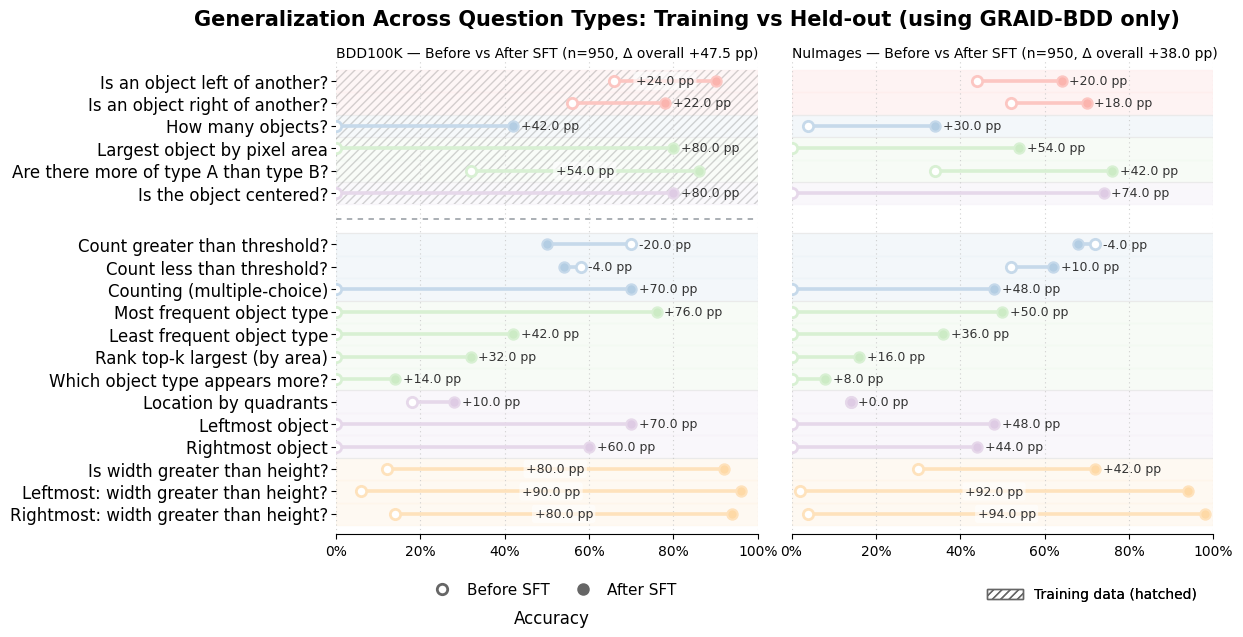 Generalization Across Question Types: Training vs Held-out (using GRAID-BDD only)
BDD100K — Before vs After SFT (n=950, Δ overall +47.5 pp)
NuImages — Before vs After SFT (n=950, Δ overall +38.0 pp)
Is an object left of another? +24.0 pp +20.0 pp
Is an object right of another? +22.0 pp +18.0 pp
How many objects? +42.0 pp +30.0 pp
Largest object by pixel area +80.0 pp +54.0 pp
Are there more of type A than type B? +54.0 pp +42.0 pp
Is the object centered? +80.0 pp +74.0 pp
Count greater than threshold? -20.0 pp -4.0 pp
Count less than threshold? -4.0 pp +10.0 pp
Counting (multiple-choice) +70.0 pp +48.0 pp
Most frequent object type +76.0 pp +50.0 pp
Least frequent object type +42.0 pp +36.0 pp
Rank top-k largest (by area) +32.0 pp +16.0 pp
Which object type appears more? +14.0 pp +8.0 pp
Location by quadrants +10.0 pp +0.0 pp
Leftmost object +70.0 pp +48.0 pp
Rightmost object +60.0 pp +44.0 pp
Is width greater than height? +80.0 pp +42.0 pp
Leftmost: width greater than height? +90.0 pp +92.0 pp
Rightmost: width greater than height? +80.0 pp +94.0 pp
0% 20% 40% 60% 80% 100% 0% 20% 40% 60% 80% 100%
Before SFT After SFT Training data (hatched)
Accuracy